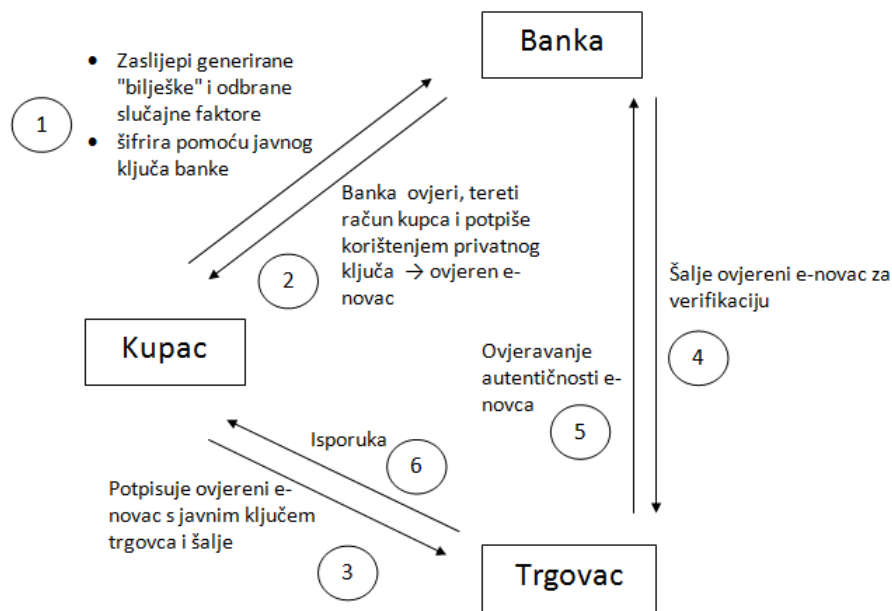 Banka
• Zaslijepi generirane
"bilješke" i odbrane
slučajne faktore
• šifrira pomoću javnog
ključa banke
1
Banka ovjeri, tereti
račun kupca i potpiše
korištenjem privatnog
ključa → ovjeren e-
novac
2
Šalje ovjereni e-novac za
verifikaciju
4
Kupac
Ovjeravanje
autentičnosti e-
novca
5
Isporuka
6
Potpisuje ovjereni e-
novac s javnim ključem
trgovca i šalje
3
Trgovac